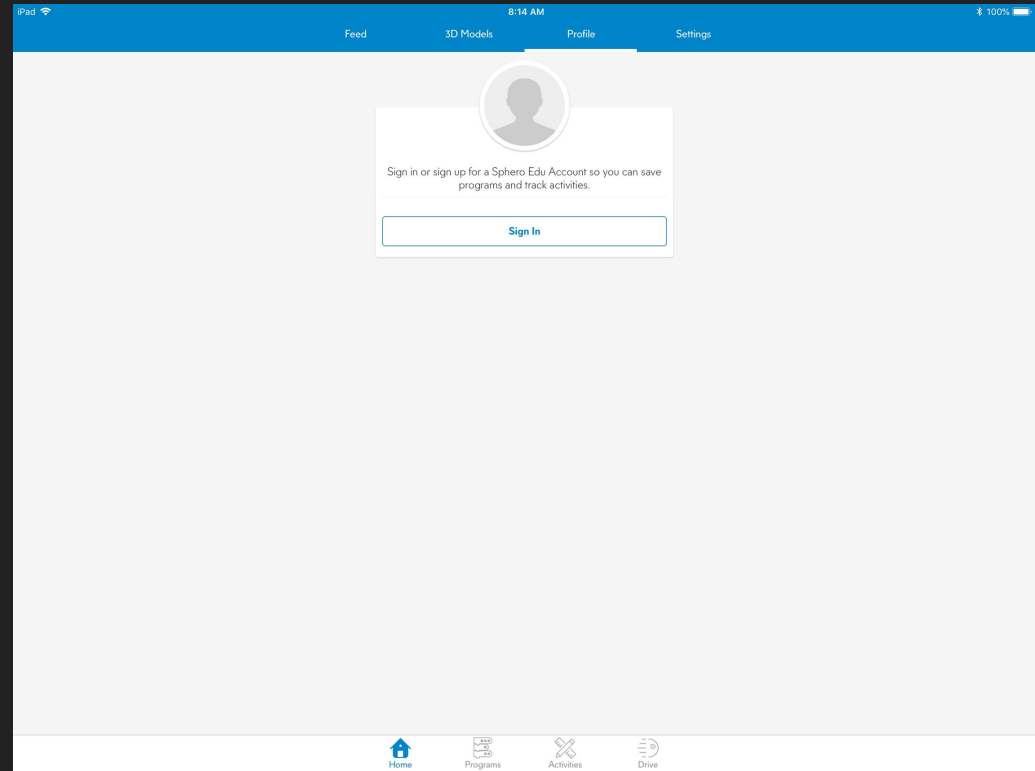 iPad 8:14 AM 100%
Feed 3D Models Profile Settings
Sign in or sign up for a Sphero Edu Account so you can save
programs and track activities.
Sign In
Home Programs Activities Drive